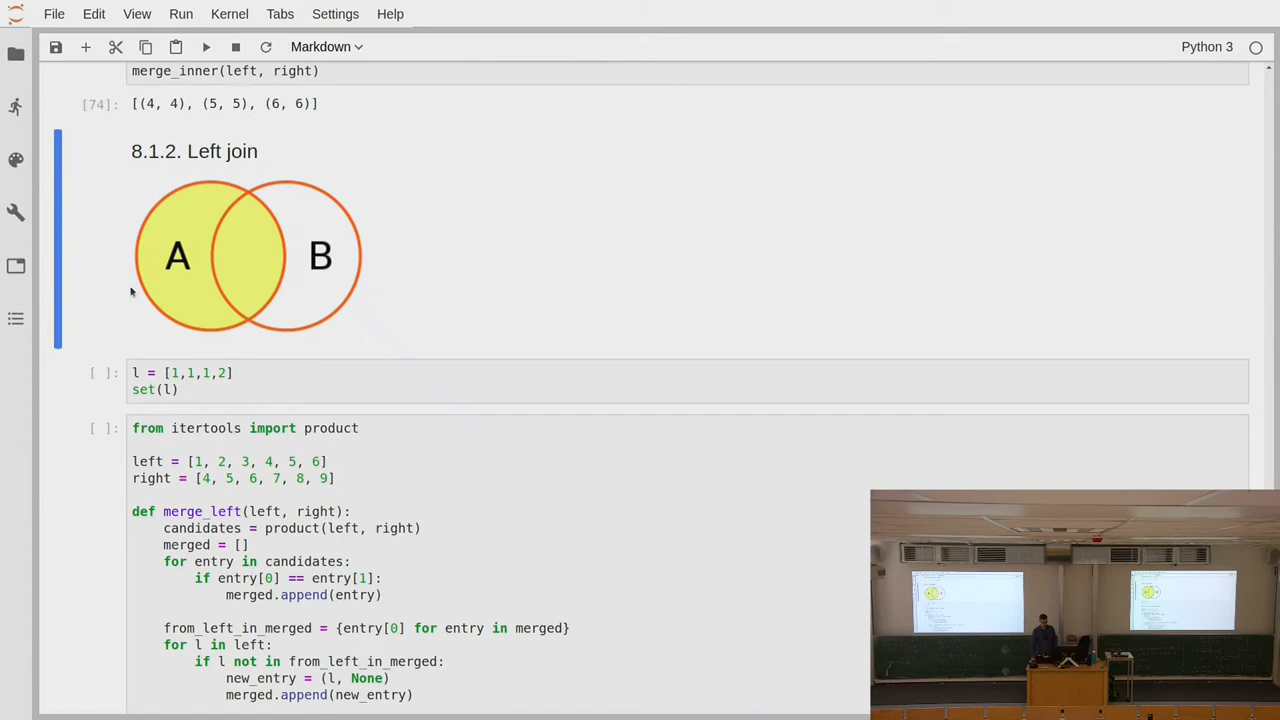 File Edit View Run Kernel Tabs Settings Help
Markdown Python 3
merge_inner(left, right)
[74]: [(4, 4), (5, 5), (6, 6)]
8.1.2. Left join
A B
[ ]: l = [1,1,1,2]
set(l)
[ ]: from itertools import product
left = [1, 2, 3, 4, 5, 6]
right = [4, 5, 6, 7, 8, 9]
def merge_left(left, right):
    candidates = product(left, right)
    merged = []
    for entry in candidates:
        if entry[0] == entry[1]:
            merged.append(entry)
    from_left_in_merged = {entry[0] for entry in merged}
    for l in left:
        if l not in from_left_in_merged:
            new_entry = (l, None)
            merged.append(new_entry)